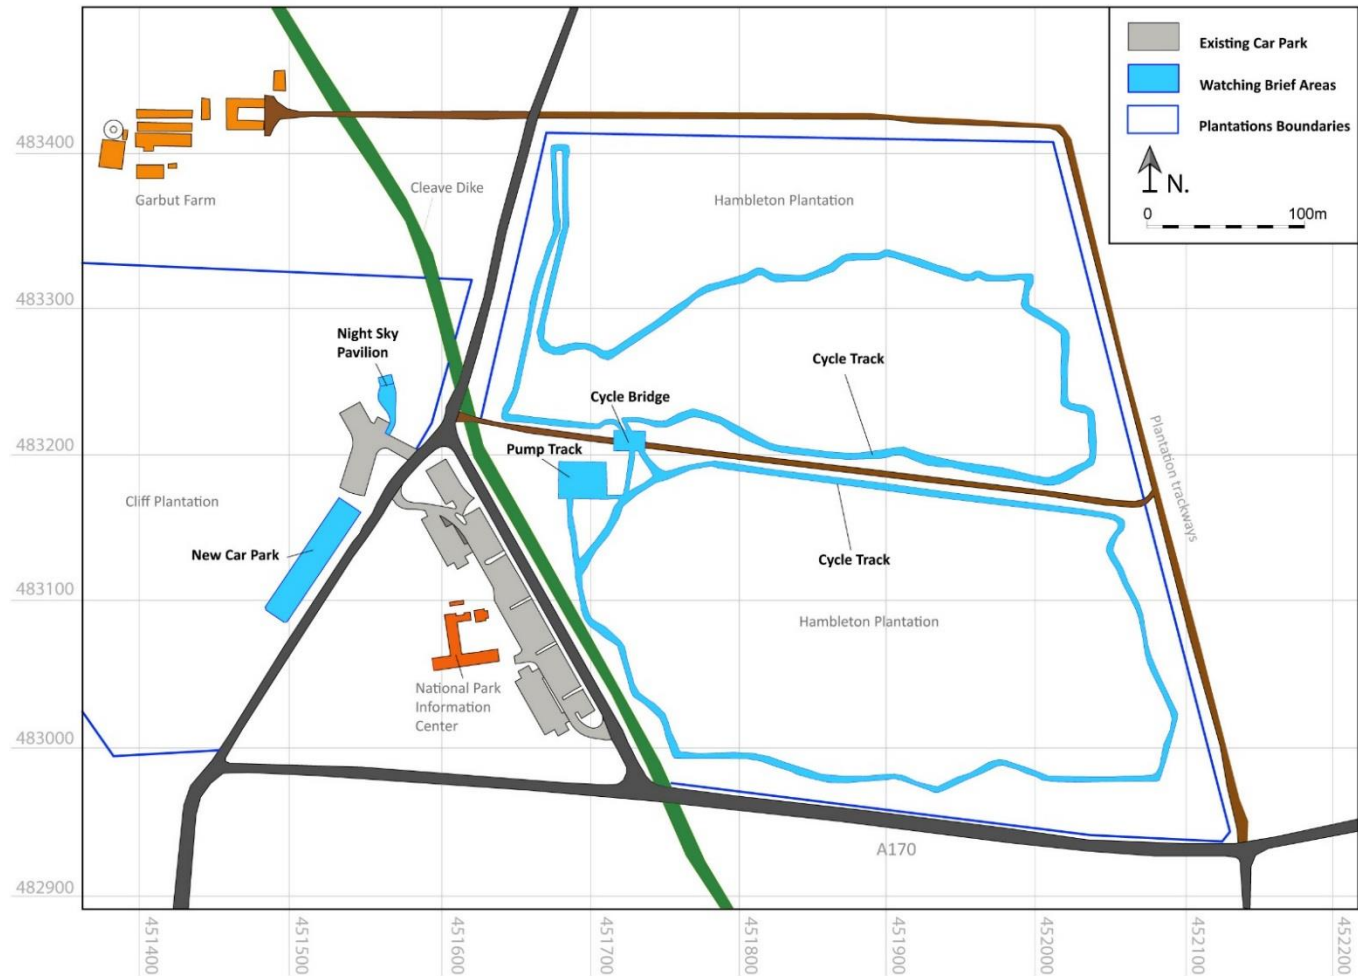 Existing Car Park
Watching Brief Areas
Plantations Boundaries
N.
0
100m
483400
483300
483200
483100
483000
482900
Garbut Farm
Cleave Dike
Hambleton Plantation
Night Sky
Pavilion
Cycle Track
Cycle Bridge
Pump Track
Plantation trackways
Cliff Plantation
New Car Park
Cycle Track
Hambleton Plantation
National Park
Information
Center
A170
451400
451500
451600
451700
451800
451900
452000
452100
452200